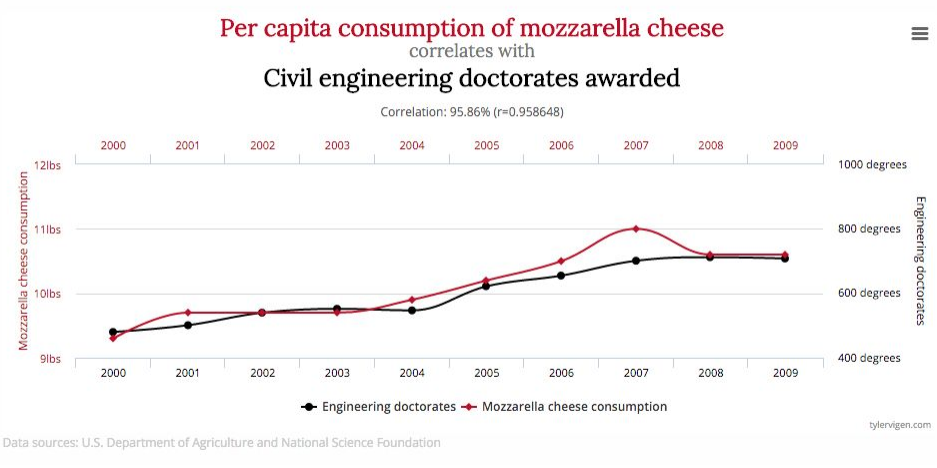 Per capita consumption of mozzarella cheese
correlates with
Civil engineering doctorates awarded
Correlation: 95.86% (r=0.958648)
2000 2001 2002 2003 2004 2005 2006 2007 2008 2009
12lbs 1000 degrees
11lbs 800 degrees
10lbs 600 degrees
9lbs 400 degrees
Mozzarella cheese consumption
Engineering doctorates
2000 2001 2002 2003 2004 2005 2006 2007 2008 2009
Engineering doctorates Mozzarella cheese consumption
tylervigen.com
Data sources: U.S. Department of Agriculture and National Science Foundation